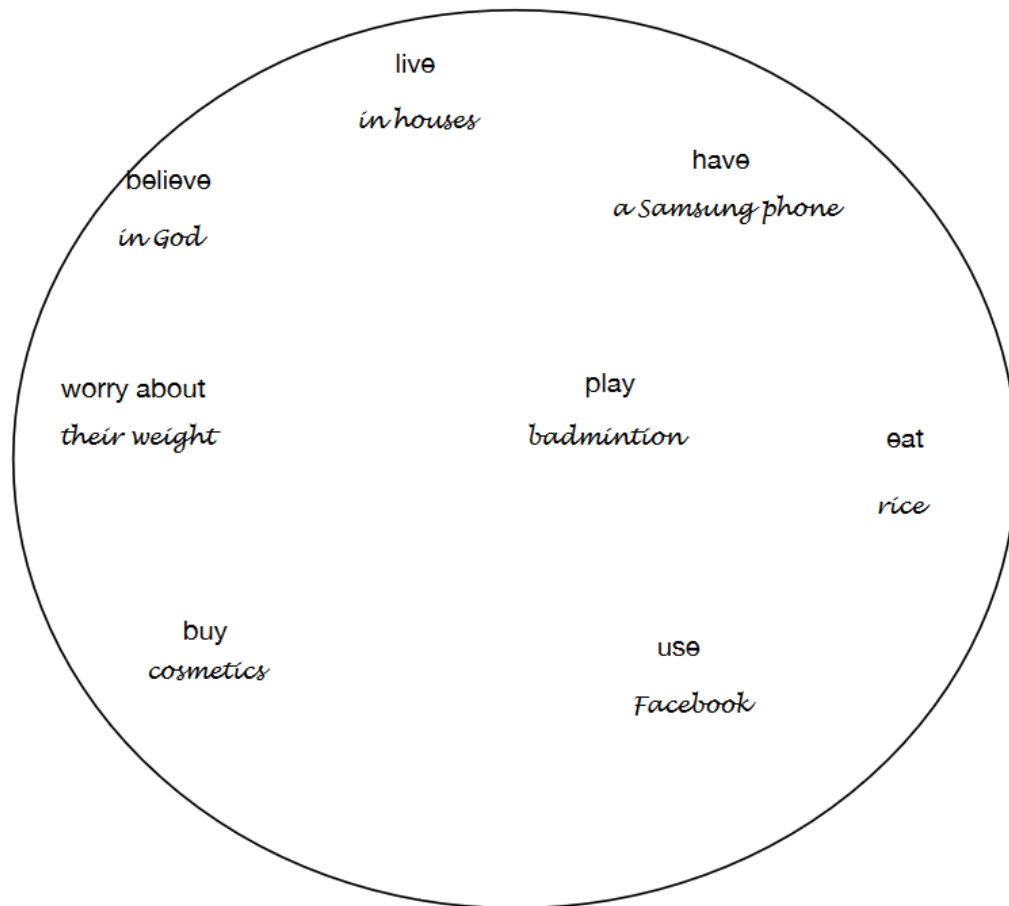 live
in houses
have
a Samsung phone
believe
in God
worry about
their weight
play
badmintion
eat
rice
buy
cosmetics
use
Facebook